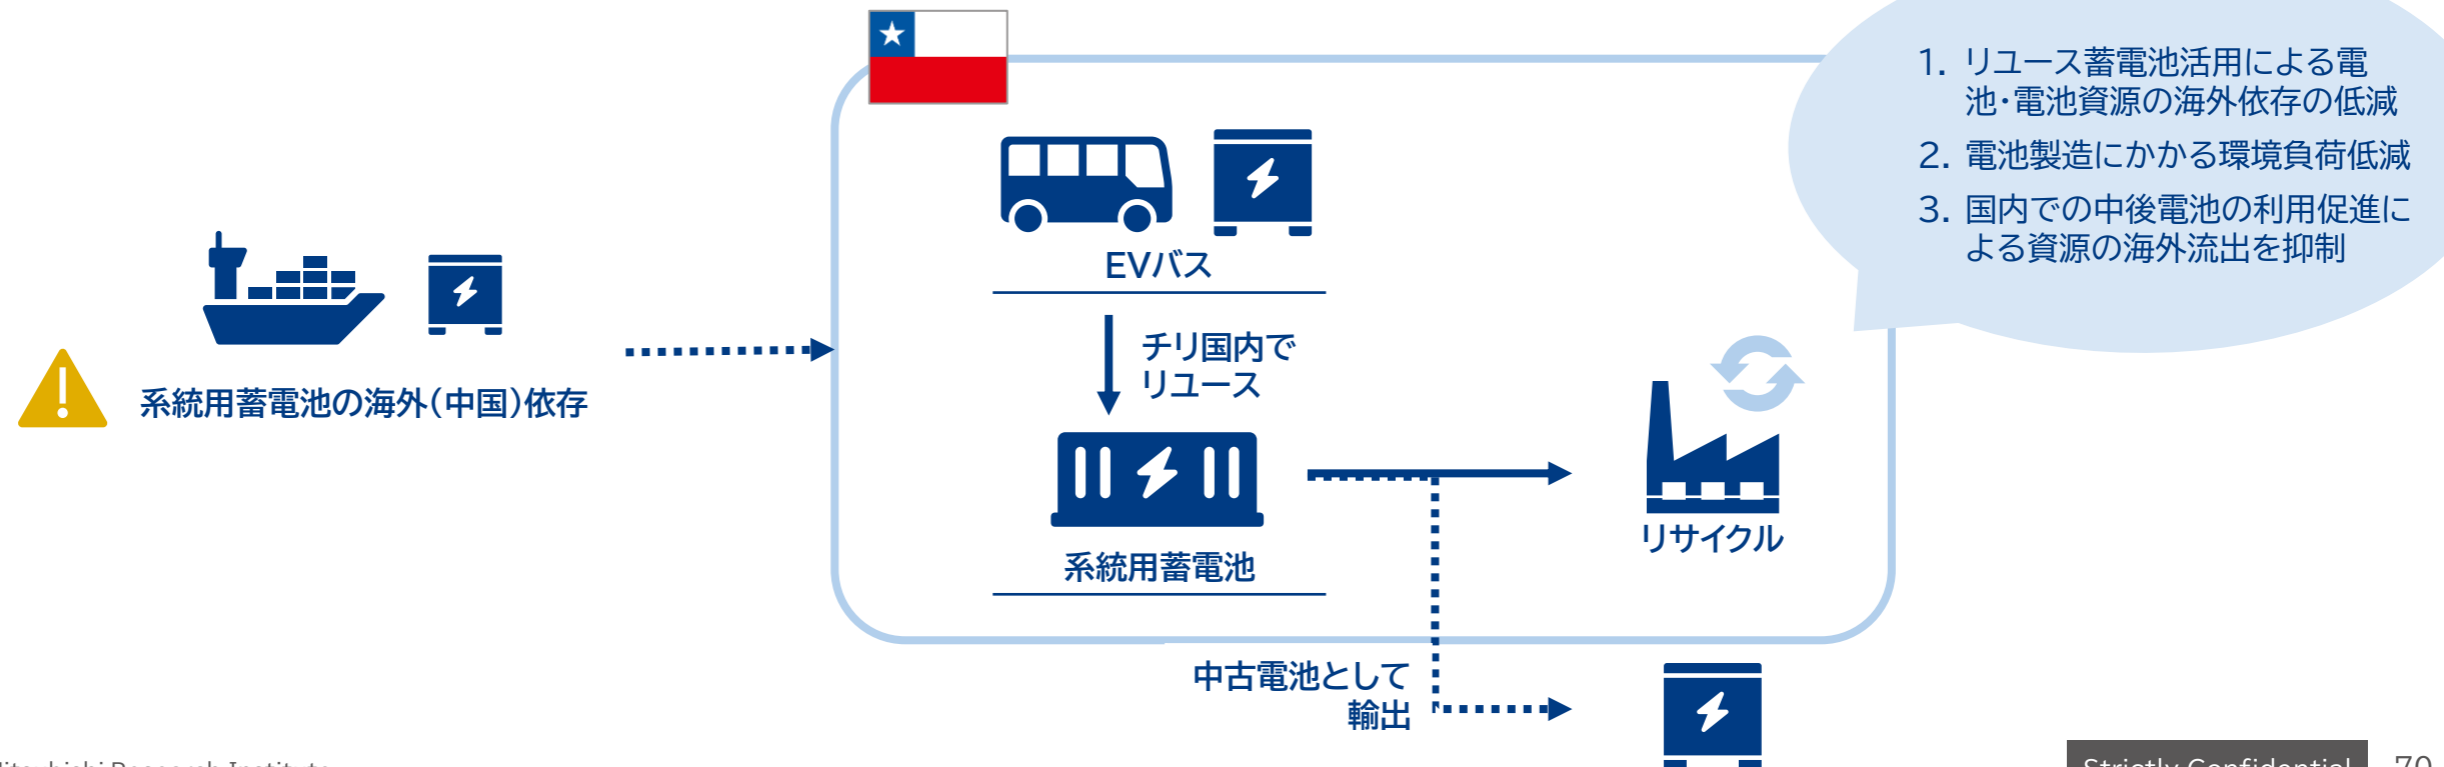 1. リユース蓄電池活用による電
池・電池資源の海外依存の低減
2. 電池製造にかかる環境負荷低減
3. 国内での中後電池の利用促進に
よる資源の海外流出を抑制
EVバス
チリ国内で
リユース
系統用蓄電池の海外(中国)依存
系統用蓄電池
リサイクル
中古電池として
輸出
Mitsubishi Research Institute
Strictly Confidential
70